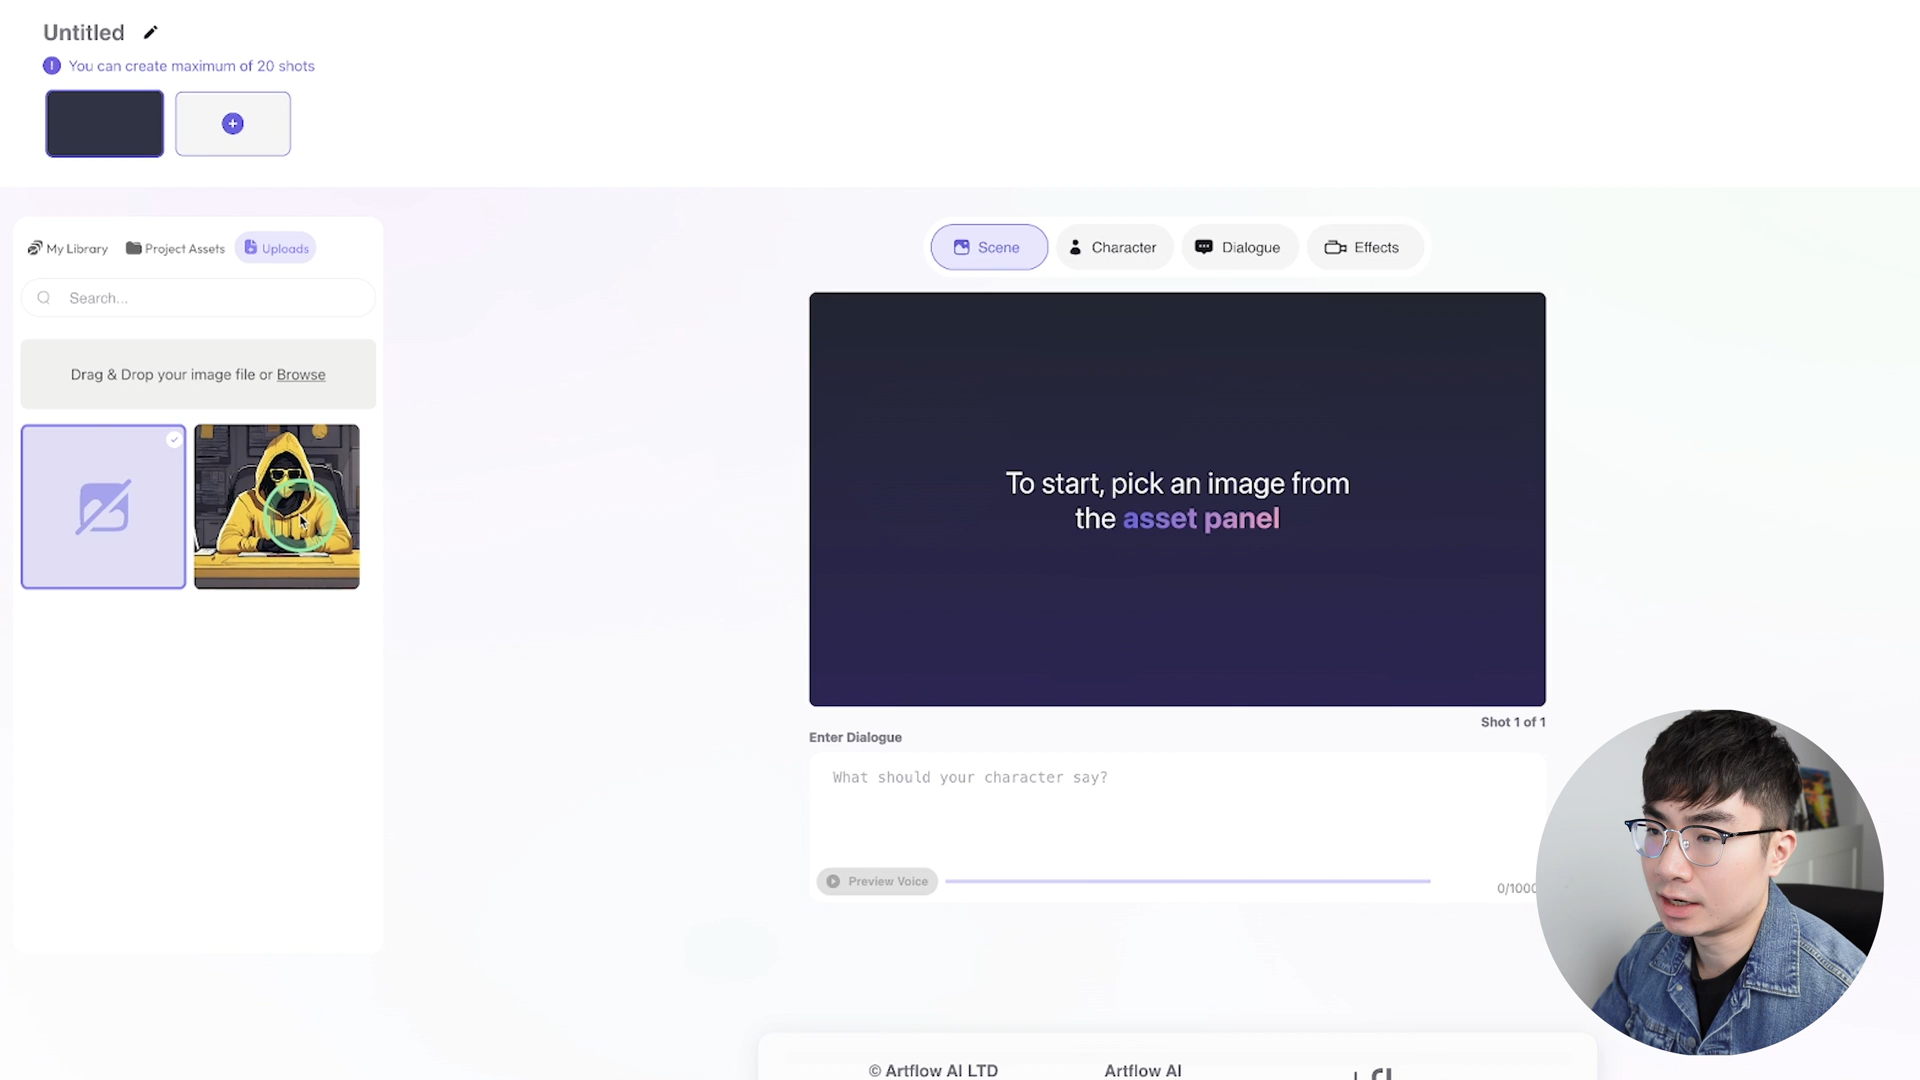 Untitled
You can create maximum of 20 shots
My Library
Project Assets
Uploads
Search...
Drag & Drop your image file or Browse
Scene
Character
Dialogue
Effects
To start, pick an image from
the asset panel
Shot 1 of 1
Enter Dialogue
What should your character say?
Preview Voice
0/1000
© Artflow AI LTD
Artflow AI